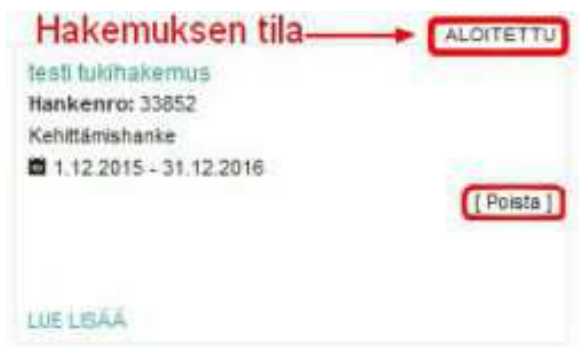 Hakemuksen tila
ALOITETTU
testi tukihakemus
Hankenro: 33852
Kehittämishanke
1.12.2015 - 31.12.2016
[ Poista ]
LUE LISÄÄ